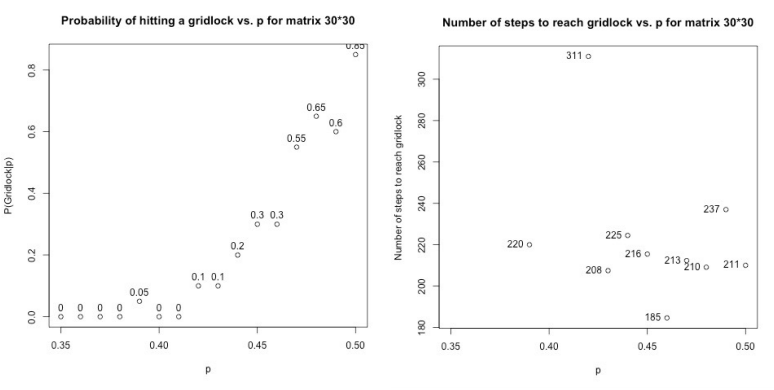 Probability of hitting a gridlock vs. p for matrix 30*30
P(Gridlock|p)
0.8
0.6
0.4
0.2
0.0
0 0 0 0 0.05 0 0 0.1 0.1 0.2 0.3 0.3 0.55 0.65 0.6 0.85
0.35 0.40 0.45 0.50
p
Number of steps to reach gridlock vs. p for matrix 30*30
Number of steps to reach gridlock
300
280
260
240
220
200
180
220 311 208 225 216 185 213 210 237 211
0.35 0.40 0.45 0.50
p